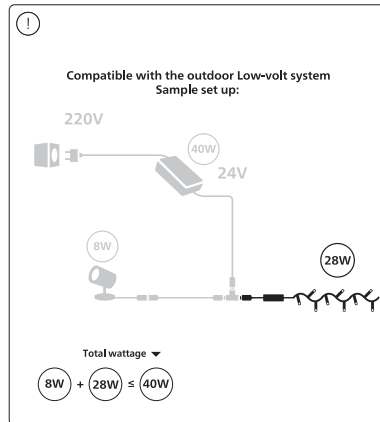 !
Compatible with the outdoor Low-volt system
Sample set up:
220V
40W
24V
8W
28W
Total wattage
8W + 28W ≤ 40W